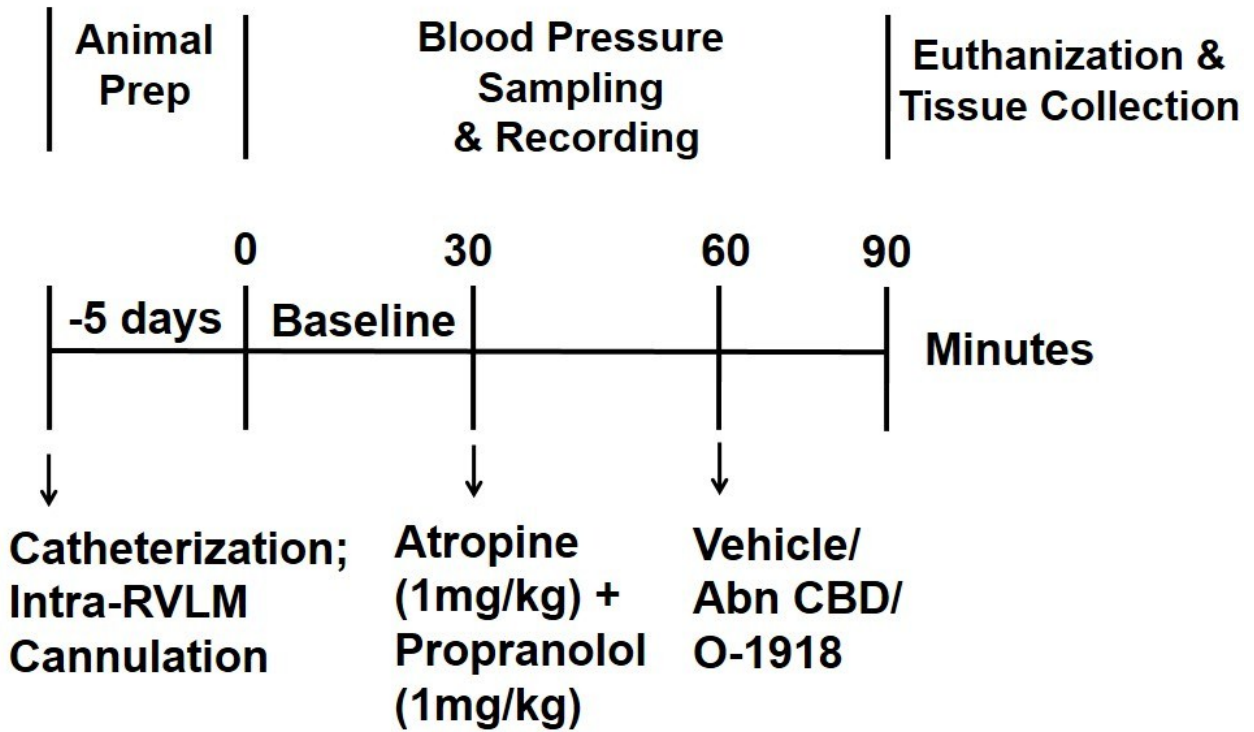 Animal
Prep
Blood Pressure
Sampling
& Recording
Euthanization &
Tissue Collection
0
30
60
90
-5 days
Baseline
Minutes
Catheterization;
Intra-RVLM
Cannulation
Atropine
(1mg/kg) +
Propranolol
(1mg/kg)
Vehicle/
Abn CBD/
O-1918